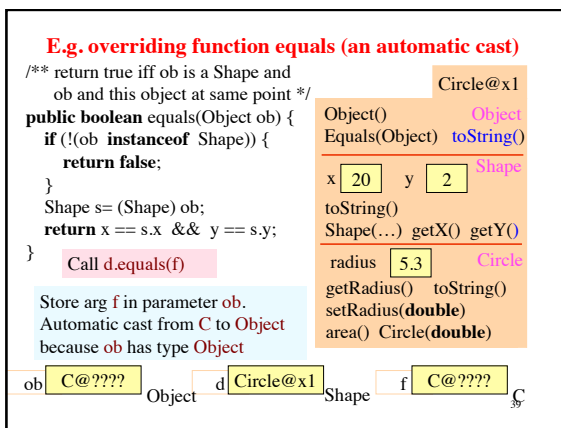 E.g. overriding function equals (an automatic cast)
/** return true iff ob is a Shape and
ob and this object at same point */
public boolean equals(Object ob) {
if (!(ob instanceof Shape)) {
return false;
}
Shape s= (Shape) ob;
return x == s.x && y == s.y;
}
Call d.equals(f)
Store arg f in parameter ob.
Automatic cast from C to Object
because ob has type Object
Circle@x1
Object() Object
Equals(Object) toString()
Shape
x 20 y 2
toString()
Shape(…) getX() getY()
radius 5.3 Circle
getRadius() toString()
setRadius(double)
area() Circle(double)
ob C@???? Object d Circle@x1 Shape f C@???? C
39